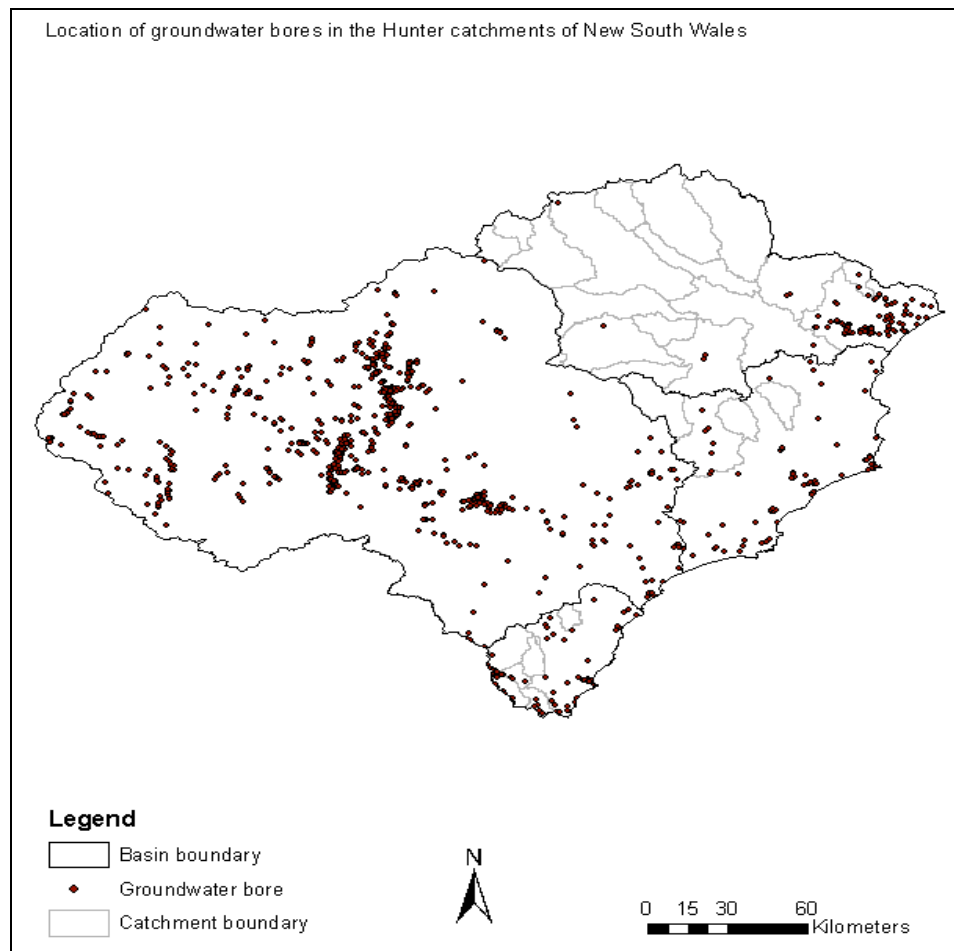 Location of groundwater bores in the Hunter catchments of New South Wales
Legend
Basin boundary
Groundwater bore
Catchment boundary
N
0 15 30 60
Kilometers